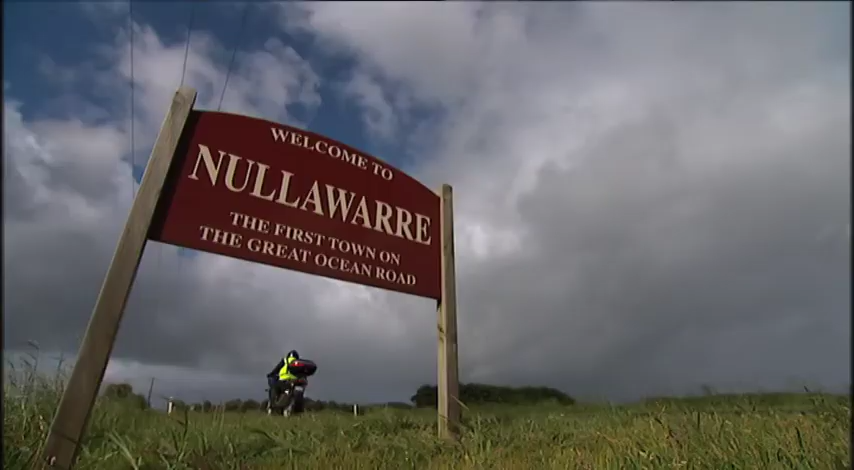 WELCOME TO
NULLAWARRE
THE FIRST TOWN ON
THE GREAT OCEAN ROAD